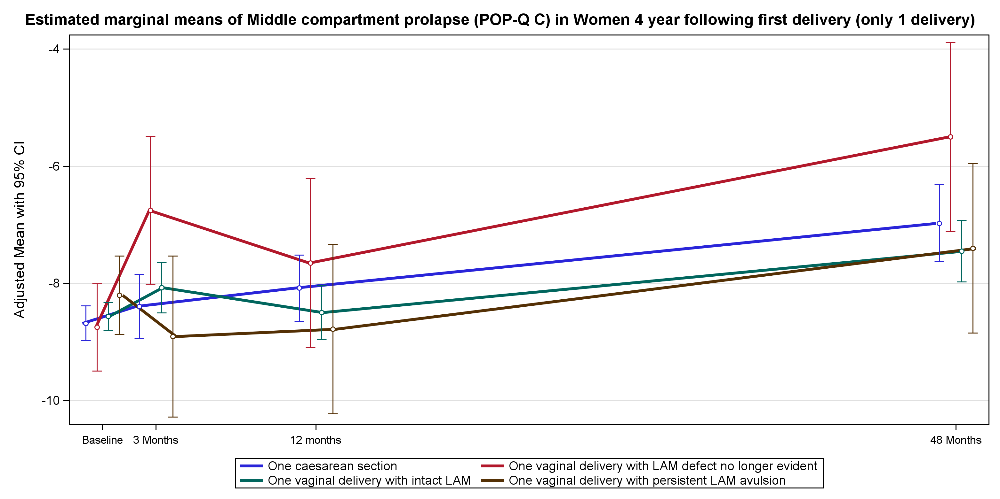 Estimated marginal means of Middle compartment prolapse (POP-Q C) in Women 4 year following first delivery (only 1 delivery)
Adjusted Mean with 95% CI
-4
-6
-8
-10
Baseline
3 Months
12 months
48 Months
One caesarean section
One vaginal delivery with LAM defect no longer evident
One vaginal delivery with intact LAM
One vaginal delivery with persistent LAM avulsion